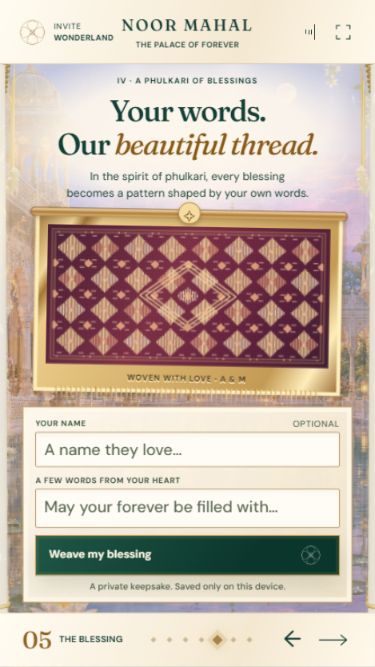 INVITE
WONDERLAND
NOOR MAHAL
THE PALACE OF FOREVER
IV · A PHULKARI OF BLESSINGS
Your words.
Our beautiful thread.
In the spirit of phulkari, every blessing
becomes a pattern shaped by your own words.
WOVEN WITH LOVE · A & M
YOUR NAME
OPTIONAL
A name they love...
A FEW WORDS FROM YOUR HEART
May your forever be filled with...
Weave my blessing
A private keepsake. Saved only on this device.
05 THE BLESSING